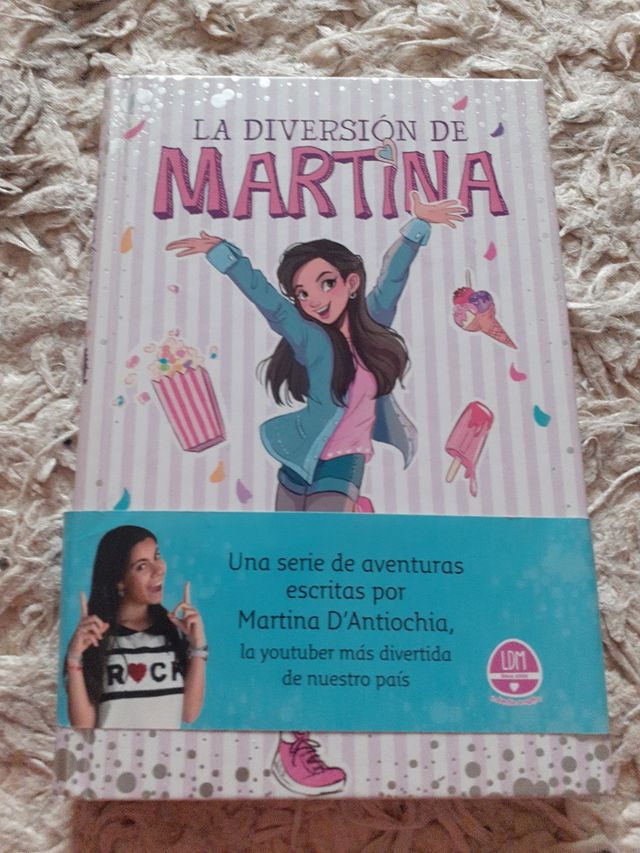 LA DIVERSIÓN DE
MARTINA
Una serie de aventuras
escritas por
Martina D'Antiochia,
la youtuber más divertida
de nuestro país
R CK
LDM